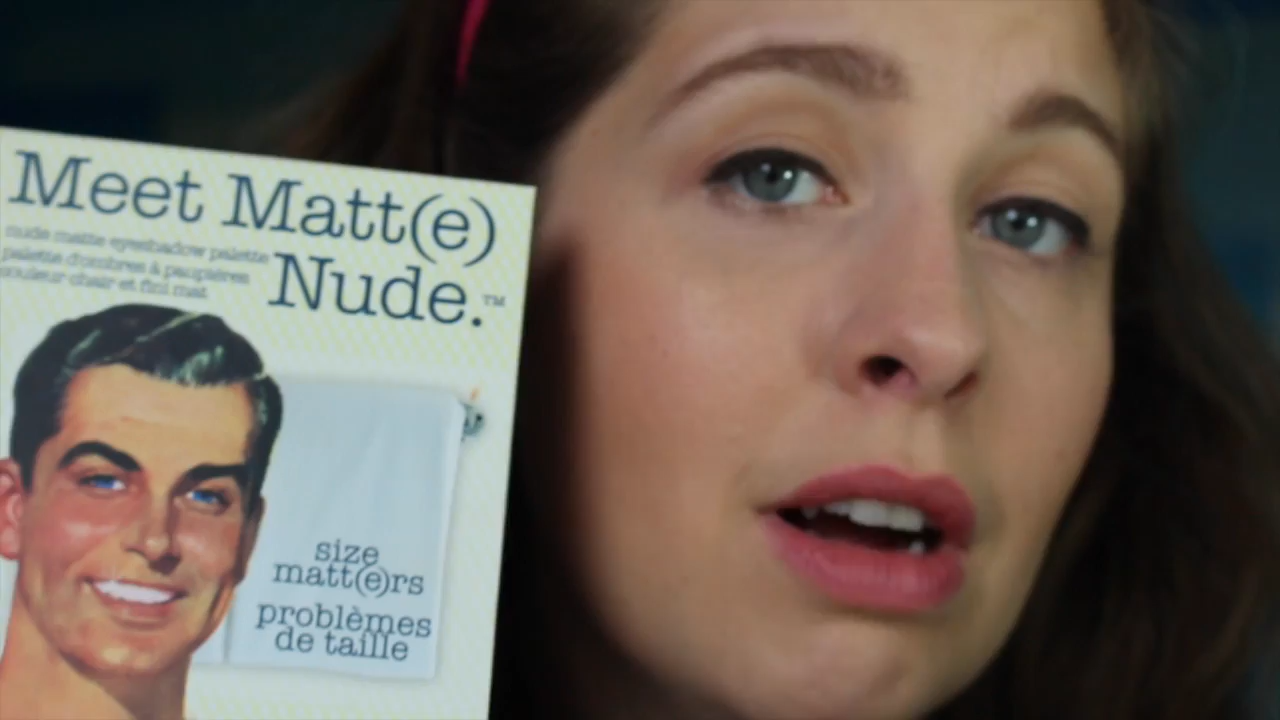 Meet Matt(e)
Nude.™
nude matte eyeshadow palette
palette d'ombres à paupières
couleur chair et fini mat
size
matt(e)rs
problèmes
de taille